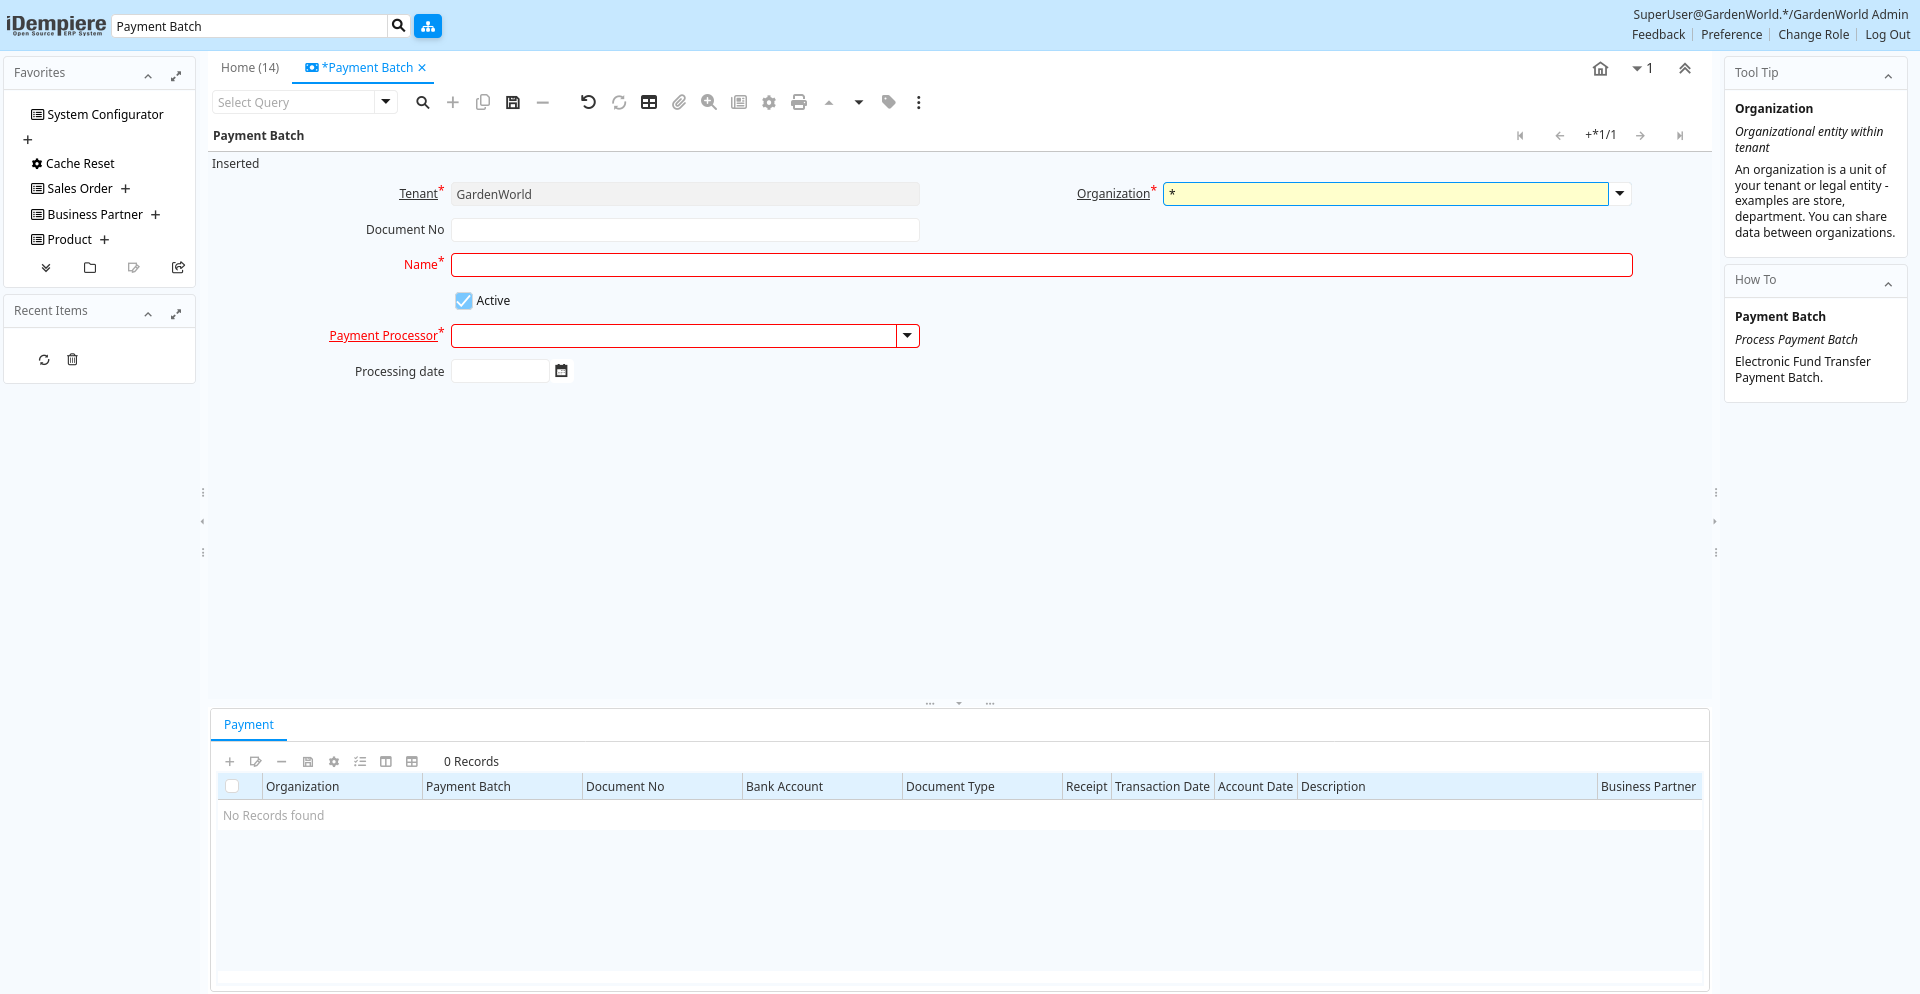 iDempiere
Open Source ERP System
Payment Batch
SuperUser@GardenWorld.*/GardenWorld Admin
Feedback
Preference
Change Role
Log Out
Favorites
System Configurator
Cache Reset
Sales Order
Business Partner
Product
Recent Items
Home (14)
*Payment Batch
1
Select Query
Payment Batch
+*1/1
Inserted
Tenant*
GardenWorld
Organization*
*
Document No
Name*
Active
Payment Processor*
Processing date
Payment
0 Records
Organization
Payment Batch
Document No
Bank Account
Document Type
Receipt
Transaction Date
Account Date
Description
Business Partner
No Records found
Tool Tip
Organization
Organizational entity within
tenant
An organization is a unit of
your tenant or legal entity -
examples are store,
department. You can share
data between organizations.
How To
Payment Batch
Process Payment Batch
Electronic Fund Transfer
Payment Batch.